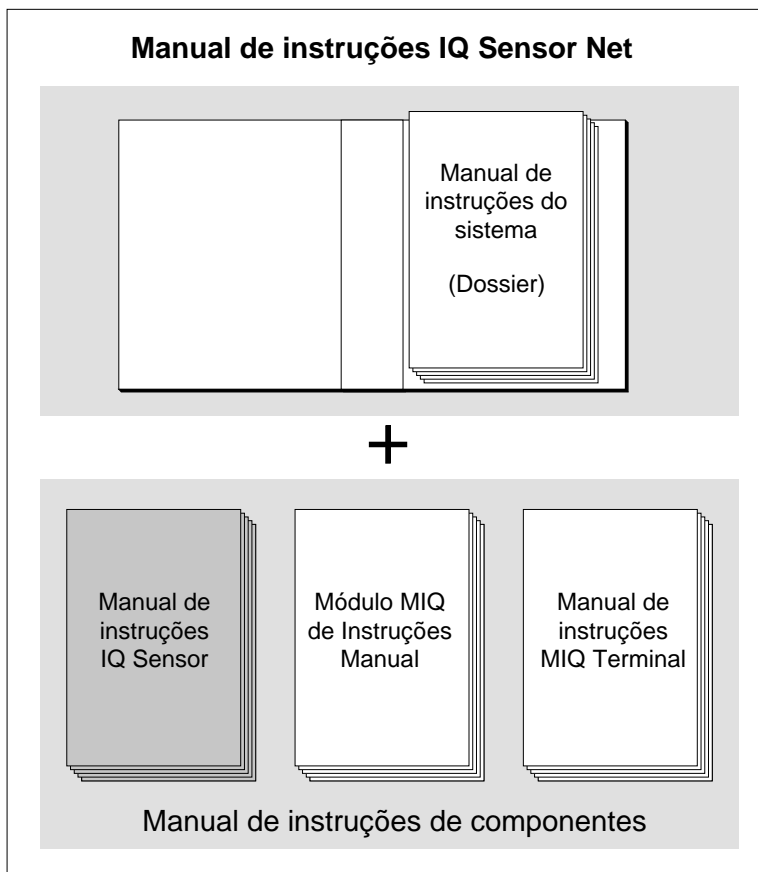 Manual de instruções IQ Sensor Net
Manual de
instruções do
sistema
(Dossier)
+
Manual de
instruções
IQ Sensor
Módulo MIQ
de Instruções
Manual
Manual de
instruções
MIQ Terminal
Manual de instruções de componentes